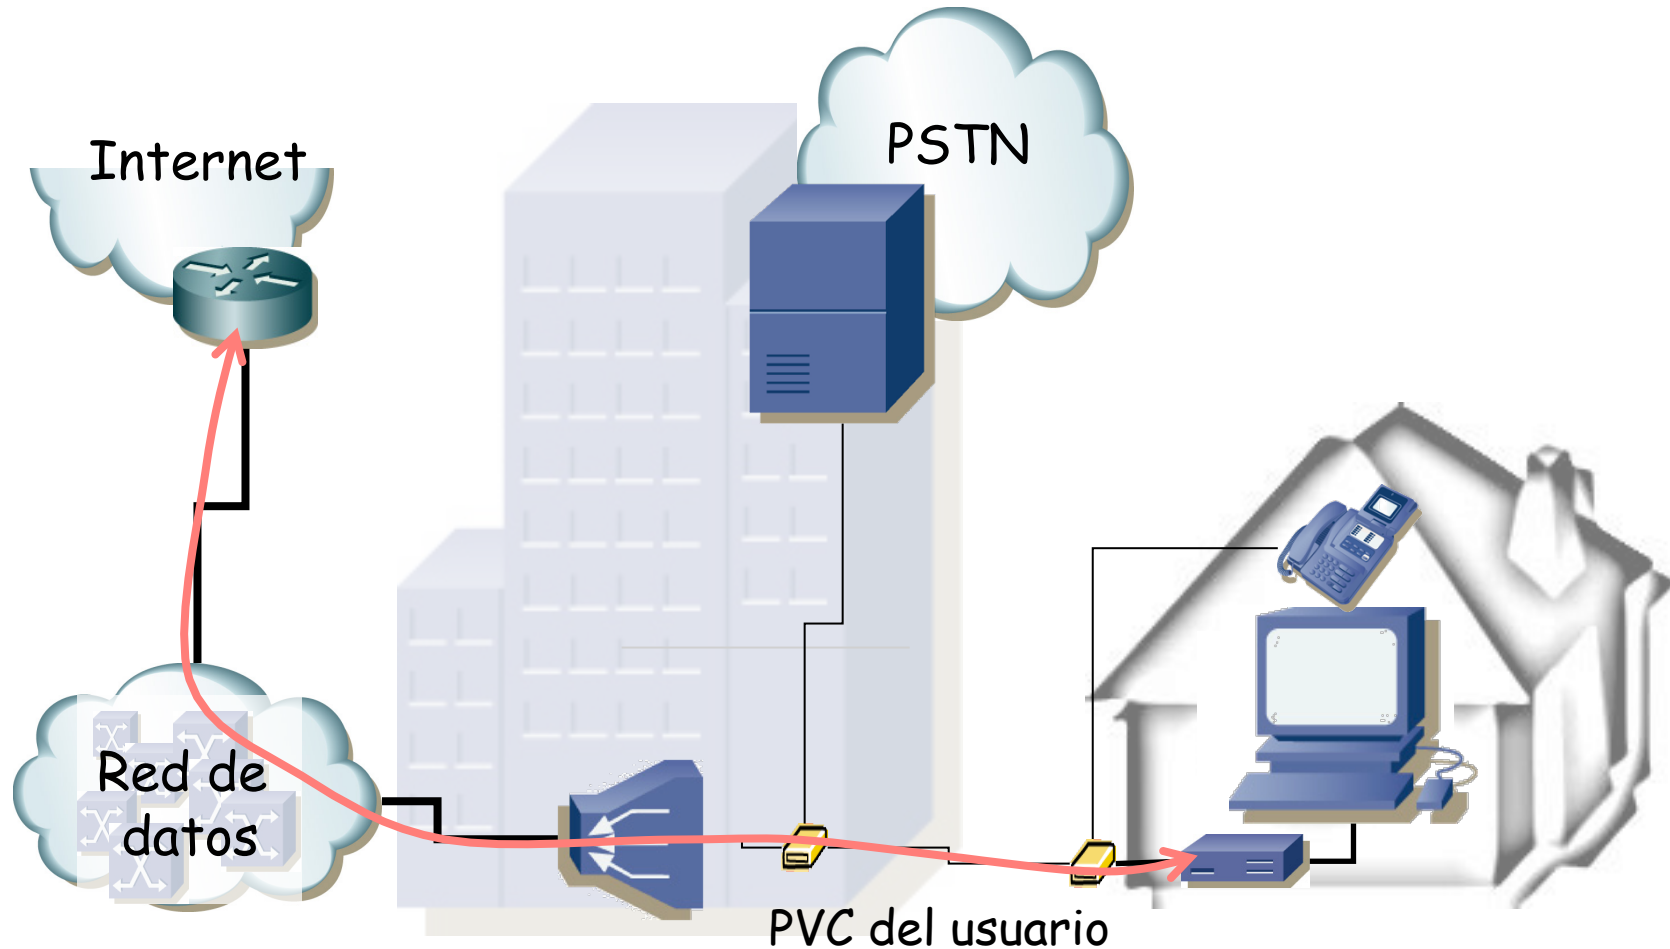 Internet
PSTN
Red de
datos
PVC del usuario